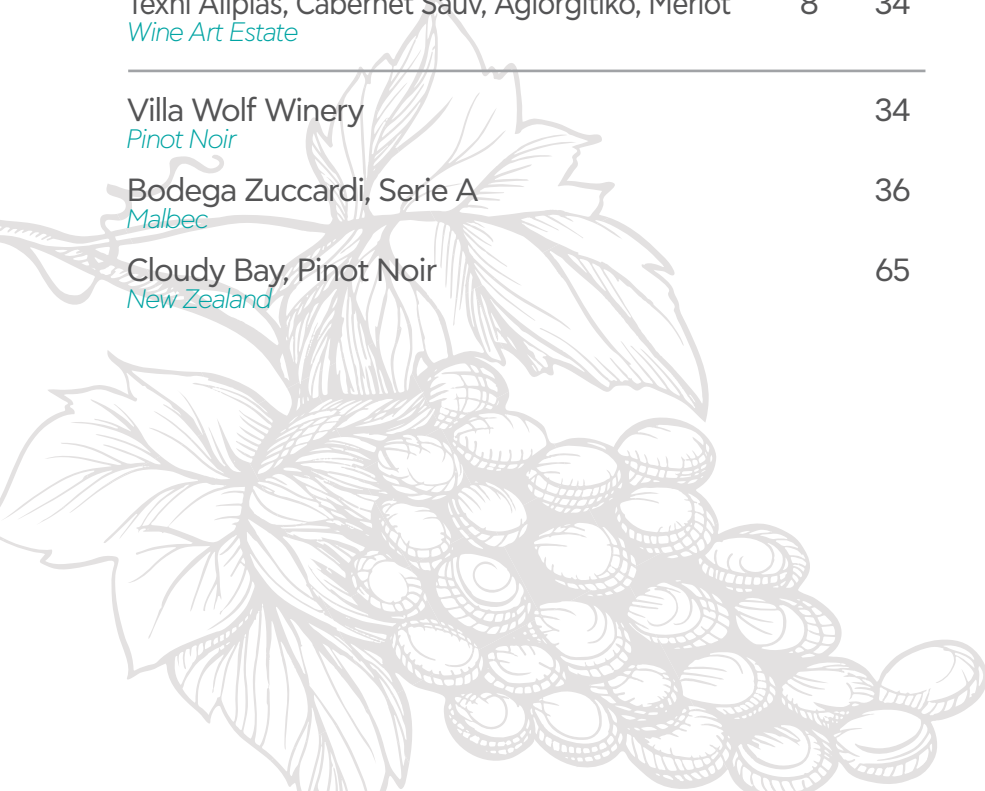 Texni Alipias, Cabernet Sauv, Agiorgitiko, Merlot 8 34
Wine Art Estate
Villa Wolf Winery 34
Pinot Noir
Bodega Zuccardi, Serie A 36
Malbec
Cloudy Bay, Pinot Noir 65
New Zealand